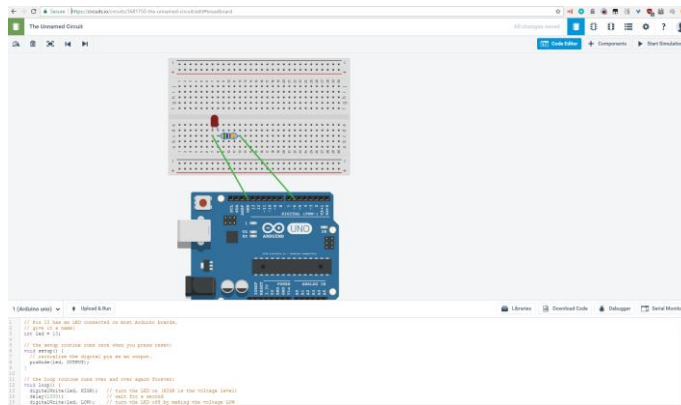 Secure
The Unnamed Circuit
All changes saved
Code Editor
Components
Start Simulation
DIGITAL (PWM~)
UNO
ARDUINO
POWER
ANALOG IN
1 (Arduino uno)
Upload & Run
Libraries
Download Code
Debugger
Serial Monitor
// Pin 13 has an LED connected on most Arduino boards.
// give it a name:
int led = 13;
// the setup routine runs once when you press reset:
void setup() {
// initialize the digital pin as an output.
pinMode(led, OUTPUT);
}
// the loop routine runs over and over again forever:
void loop() {
digitalWrite(led, HIGH); // turn the LED on (HIGH is the voltage level)
delay(1000); // wait for a second
digitalWrite(led, LOW); // turn the LED off by making the voltage LOW